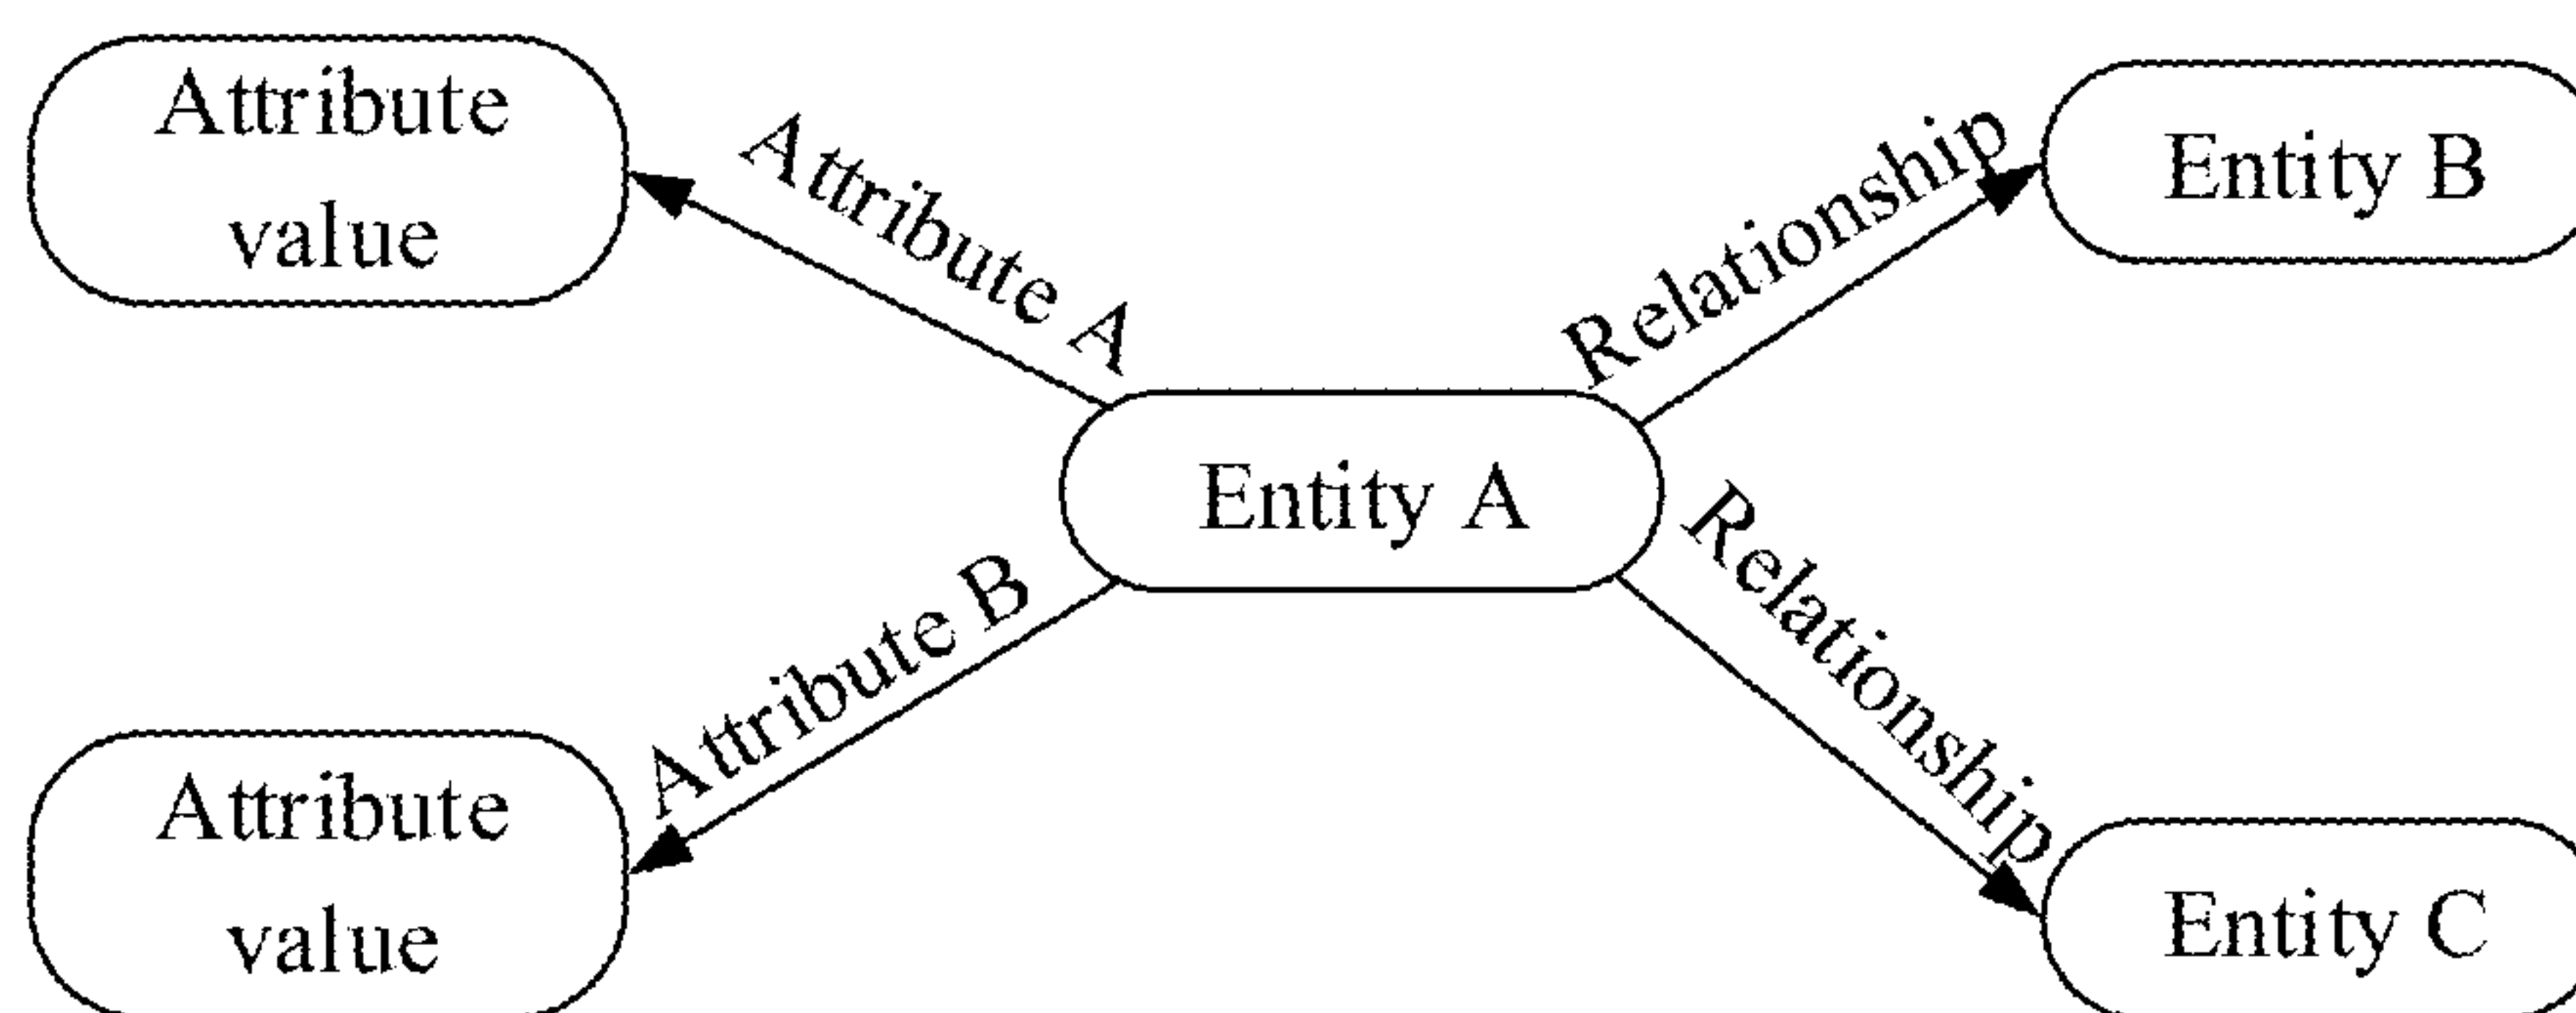 Attribute
value
Attribute A
Relationship
Entity B
Entity A
Attribute B
Relationship
Attribute
value
Entity C